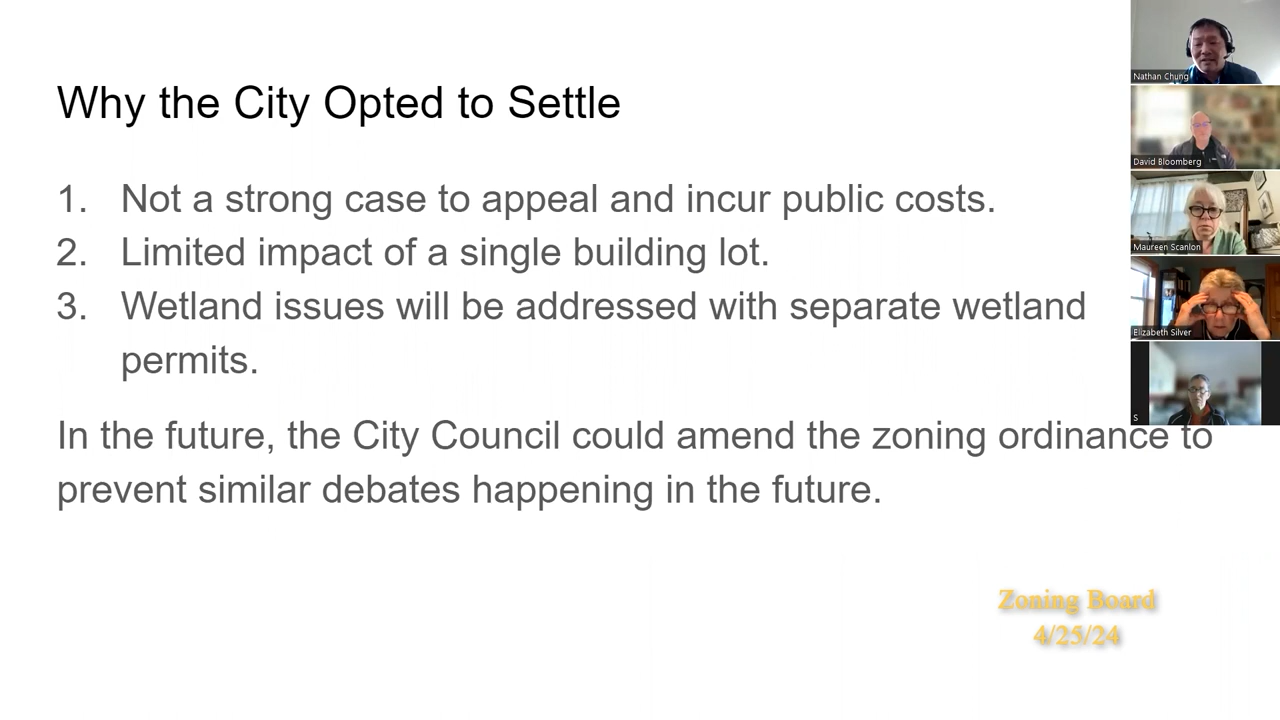 Why the City Opted to Settle
1. Not a strong case to appeal and incur public costs.
2. Limited impact of a single building lot.
3. Wetland issues will be addressed with separate wetland
permits.
In the future, the City Council could amend the zoning ordinance to
prevent similar debates happening in the future.
Zoning Board
4/25/24
Nathan Chung
David Bloomberg
Maureen Scanlon
Elizabeth Silver
S